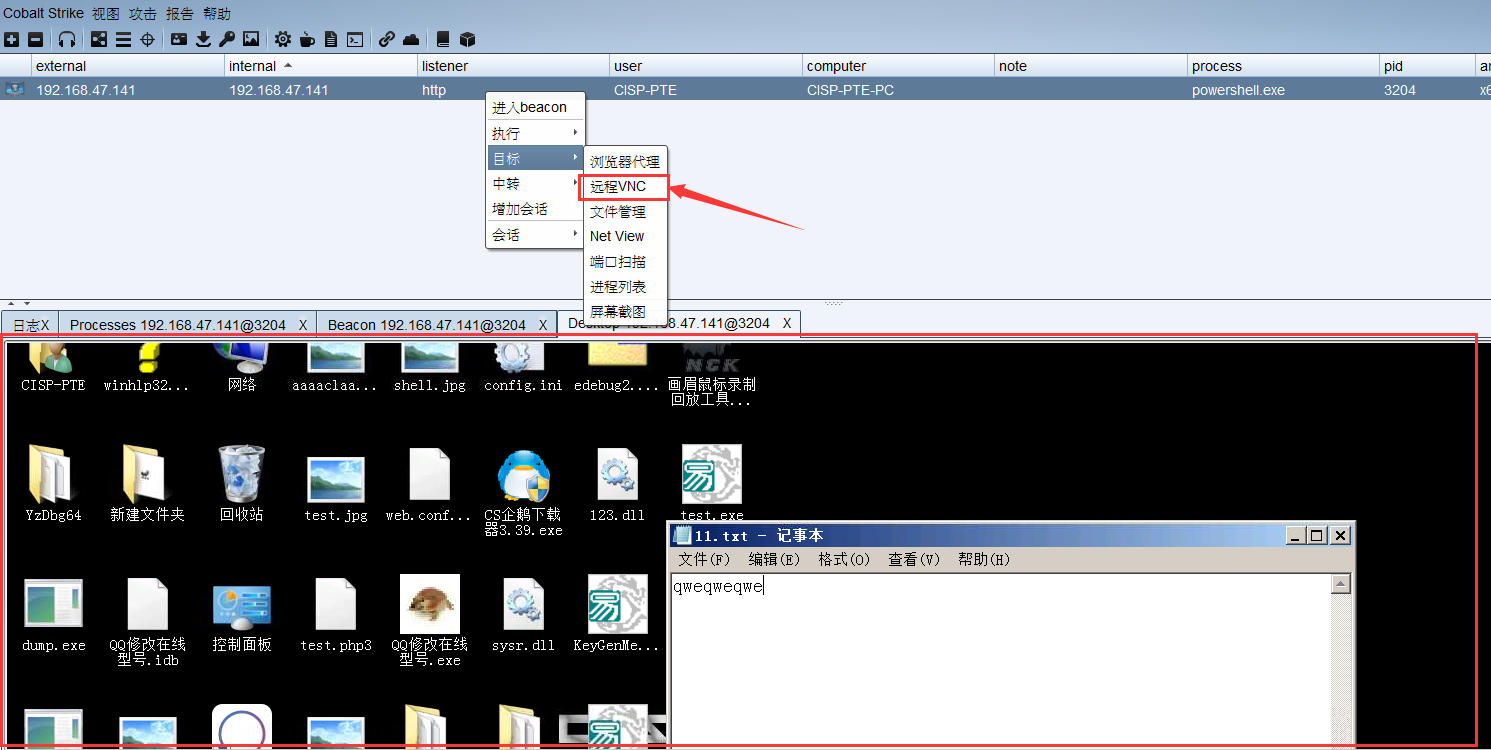 Cobalt Strike 视图 攻击 报告 帮助
external internal listener user computer note process pid
192.168.47.141 192.168.47.141 http CISP-PTE CISP-PTE-PC powershell.exe 3204
进入beacon
执行
目标
中转
增加会话
会话
浏览器代理
远程VNC
文件管理
Net View
端口扫描
进程列表
屏幕截图
日志X Processes 192.168.47.141@3204 X Beacon 192.168.47.141@3204 X Desktop 192.168.47.141@3204 X
CISP-PTE winhlp32... 网络 aaaaclaa... shell.jpg config.ini edebug2.... 画眉鼠标录制
回放工具...
YzDbg64 新建文件夹 回收站 test.jpg web.conf... CS企鹅下载
器3.39.exe
123.dll test.exe
11.txt - 记事本
文件(F) 编辑(E) 格式(O) 查看(V) 帮助(H)
qweqweqwe
dump.exe QQ修改在线
型号.idb
控制面板 test.php3 QQ修改在线
型号.exe
sysr.dll KeyGenMe...